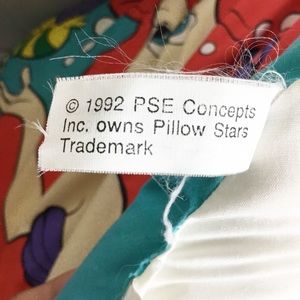 © 1992 PSE Concepts
Inc. owns Pillow Stars
Trademark